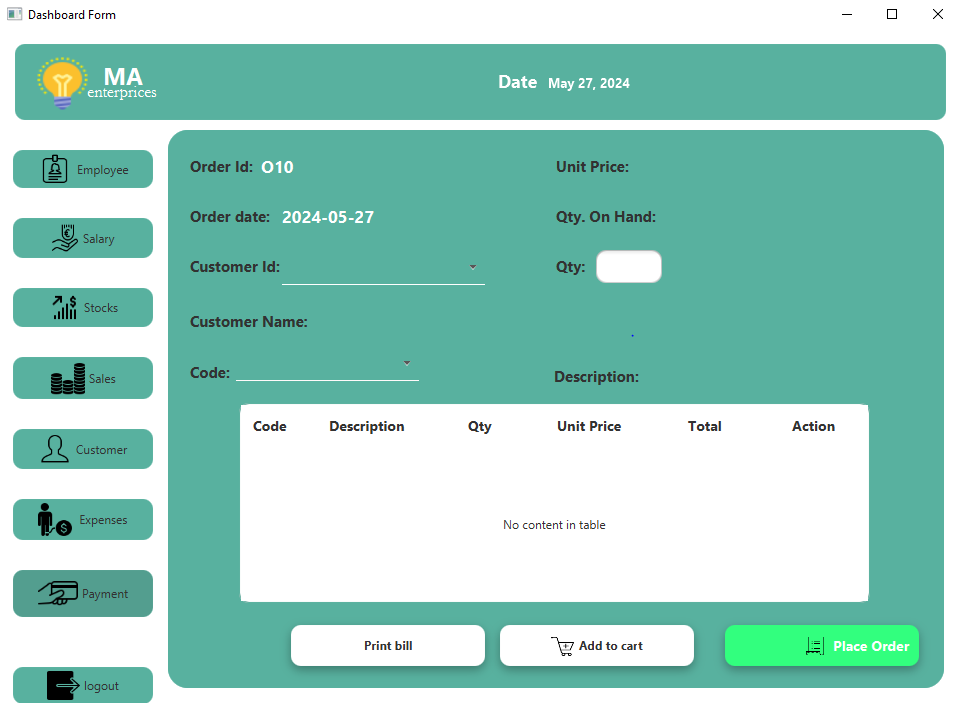 Dashboard Form
MA
enterprices
Date May 27, 2024
Employee
Salary
Stocks
Sales
Customer
Expenses
Payment
logout
Order Id: O10
Unit Price:
Order date: 2024-05-27
Qty. On Hand:
Customer Id:
Qty:
Customer Name:
Code:
Description:
Code Description Qty Unit Price Total Action
No content in table
Print bill
Add to cart
Place Order